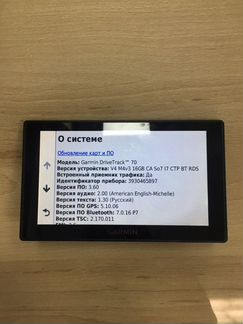 О системе
Обновление карт и ПО
Модель: Garmin DriveTrack™ 70
Версия устройства: V4 M4v3 16GB CA So7 I7 CTP BT RDS
Встроенный приемник трафика: Да
Идентификатор прибора: 3930465897
Версия ПО: 3.60
Версия аудио: 2.00 (American English-Michelle)
Версия текста: 1.30 (Русский)
Версия ПО GPS: 5.10.06
Версия ПО Bluetooth: 7.0.16 P7
Версия TSC: 2.170.011
GARMIN